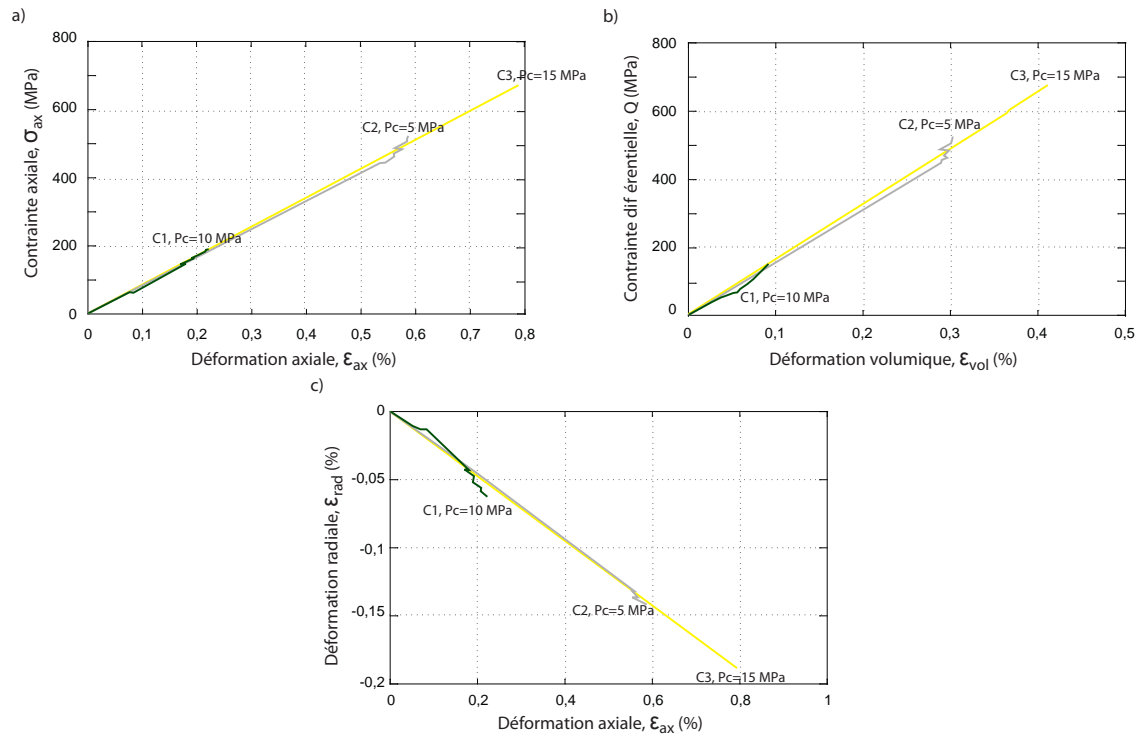 a)
800
600
400
200
0
0
0,1
0,2
0,3
0,4
0,5
0,6
0,7
0,8
Contrainte axiale, σax (MPa)
Déformation axiale, εax (%)
C1, Pc=10 MPa
C2, Pc=5 MPa
C3, Pc=15 MPa
b)
800
600
400
200
0
0
0,1
0,2
0,3
0,4
0,5
Contrainte dif érentielle, Q (MPa)
Déformation volumique, εvol (%)
C1, Pc=10 MPa
C2, Pc=5 MPa
C3, Pc=15 MPa
c)
0
-0,05
-0,1
-0,15
-0,2
0
0,2
0,4
0,6
0,8
1
Déformation radiale, εrad (%)
Déformation axiale, εax (%)
C1, Pc=10 MPa
C2, Pc=5 MPa
C3, Pc=15 MPa